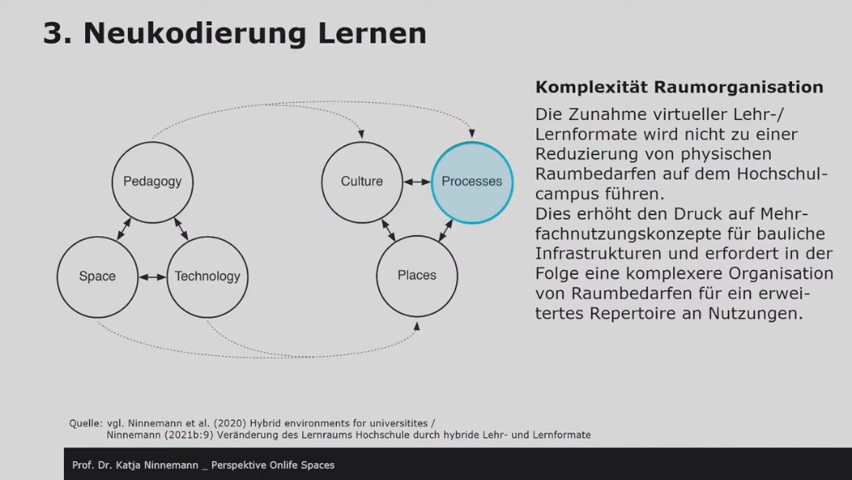 3. Neukodierung Lernen
Komplexität Raumorganisation
Die Zunahme virtueller Lehr-/
Lernformate wird nicht zu einer
Reduzierung von physischen
Raumbedarfen auf dem Hochschul-
campus führen.
Dies erhöht den Druck auf Mehr-
fachnutzungskonzepte für bauliche
Infrastrukturen und erfordert in der
Folge eine komplexere Organisation
von Raumbedarfen für ein erwei-
tertes Repertoire an Nutzungen.
Pedagogy
Culture
Processes
Space
Technology
Places
Quelle: vgl. Ninnemann et al. (2020) Hybrid environments for universitites /
Ninnemann (2021b:9) Veränderung des Lernraums Hochschule durch hybride Lehr- und Lernformate
Prof. Dr. Katja Ninnemann _ Perspektive Onlife Spaces